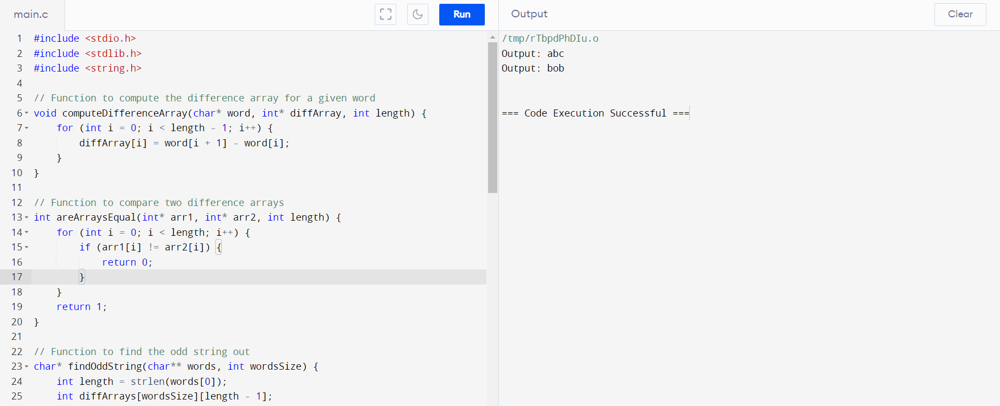 main.c
Run
Output
Clear
1 #include <stdio.h>
2 #include <stdlib.h>
3 #include <string.h>
4
5 // Function to compute the difference array for a given word
6 void computeDifferenceArray(char* word, int* diffArray, int length) {
7     for (int i = 0; i < length - 1; i++) {
8         diffArray[i] = word[i + 1] - word[i];
9     }
10 }
11
12 // Function to compare two difference arrays
13 int areArraysEqual(int* arr1, int* arr2, int length) {
14     for (int i = 0; i < length; i++) {
15         if (arr1[i] != arr2[i]) {
16             return 0;
17         }
18     }
19     return 1;
20 }
21
22 // Function to find the odd string out
23 char* findOddString(char** words, int wordsSize) {
24     int length = strlen(words[0]);
25     int diffArrays[wordsSize][length - 1];
/tmp/rTbpdPhDIu.o
Output: abc
Output: bob
=== Code Execution Successful ===